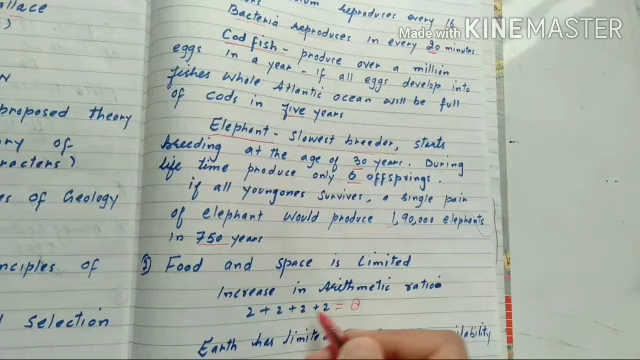 allace
reproduces every 16
Bacteria reproduces in every 20 minutes
Made with KINEMASTER
Cod fish - produce over a million
eggs in a year - if all eggs develop into
fishes whole Atlantic ocean will be full
of cods in five years
N
proposed theory
ory of
racters)
es of Geology
nciples of
l selection
Elephant - slowest breeder, starts
breeding at the age of 30 years. During
life time produce only 6 offsprings.
if all youngones survives, a single pair
of elephant would produce 1,90,000 elephants
in 750 years
3) Food and space is limited
Increase in Arithmetic ratio
2 + 2 + 2 + 2 = 8
Earth has limited